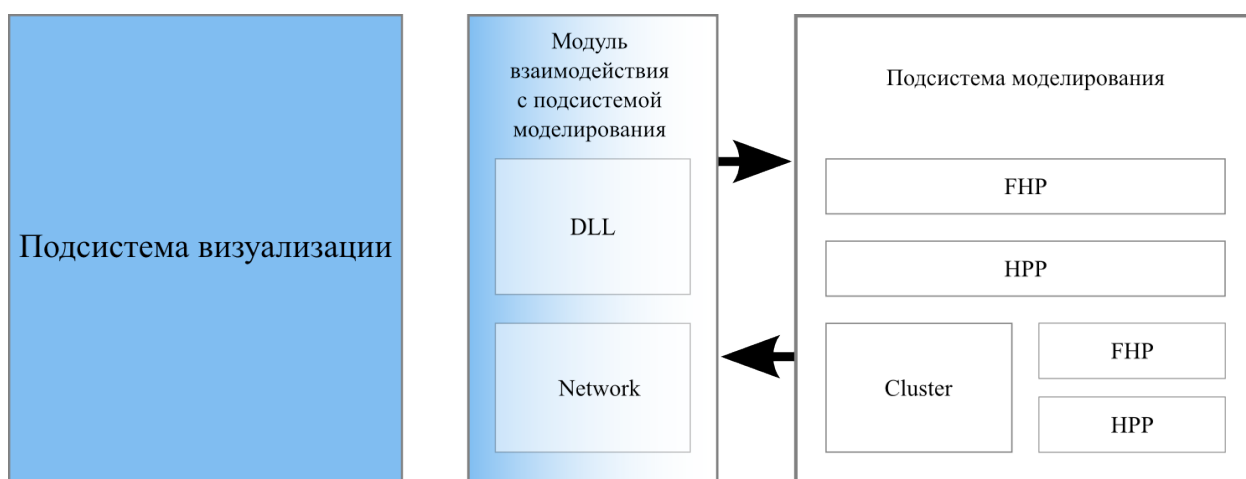 Подсистема визуализации
Модуль
взаимодействия
с подсистемой
моделирования
DLL
Network
Подсистема моделирования
FHP
HPP
Cluster
FHP
HPP